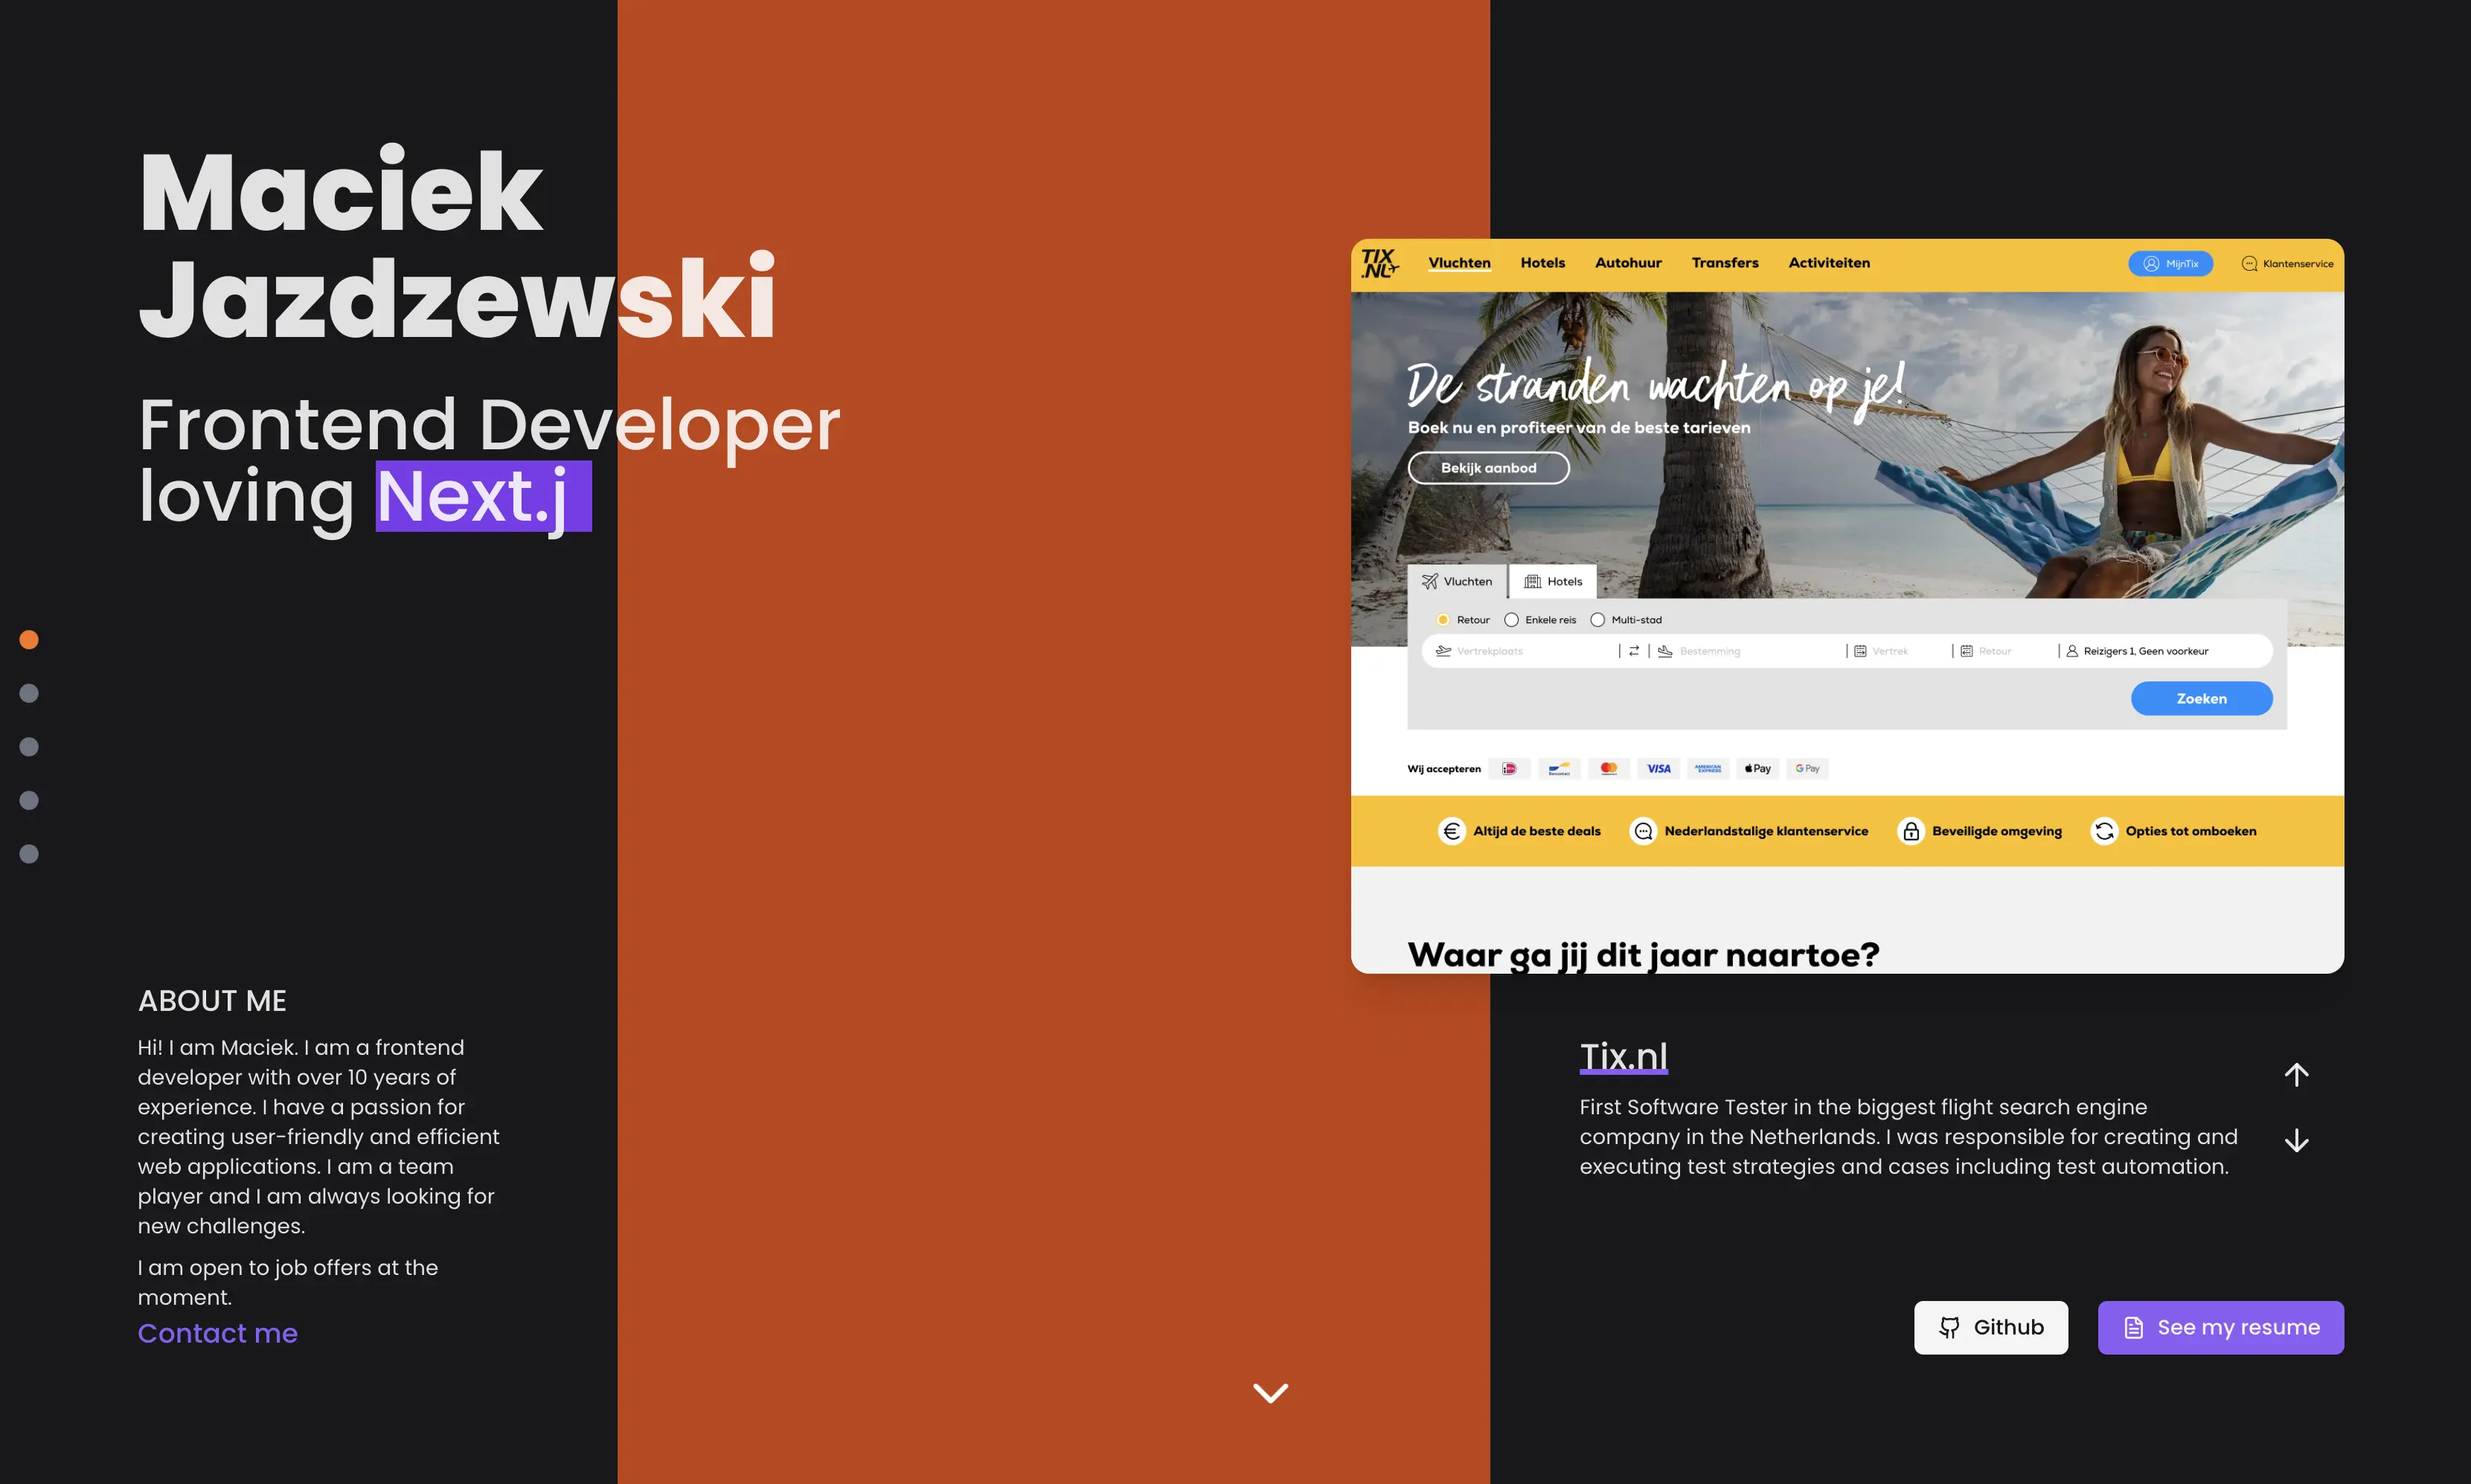 Maciek
Jazdzewski
Frontend Developer
loving Next.j
ABOUT ME
Hi! I am Maciek. I am a frontend
developer with over 10 years of
experience. I have a passion for
creating user-friendly and efficient
web applications. I am a team
player and I am always looking for
new challenges.
I am open to job offers at the
moment.
Contact me
TIX
.NL
Vluchten Hotels Autohuur Transfers Activiteiten MijnTix Klantenservice
De stranden wachten op je!
Boek nu en profiteer van de beste tarieven
Bekijk aanbod
Vluchten Hotels
Retour Enkele reis Multi-stad
Vertrekplaats Bestemming Vertrek Retour Reizigers 1, Geen voorkeur
Zoeken
Wij accepteren VISA AMERICAN EXPRESS Pay G Pay
Altijd de beste deals Nederlandstalige klantenservice Beveiligde omgeving Opties tot omboeken
Waar ga jij dit jaar naartoe?
Tix.nl
First Software Tester in the biggest flight search engine
company in the Netherlands. I was responsible for creating and
executing test strategies and cases including test automation.
Github See my resume